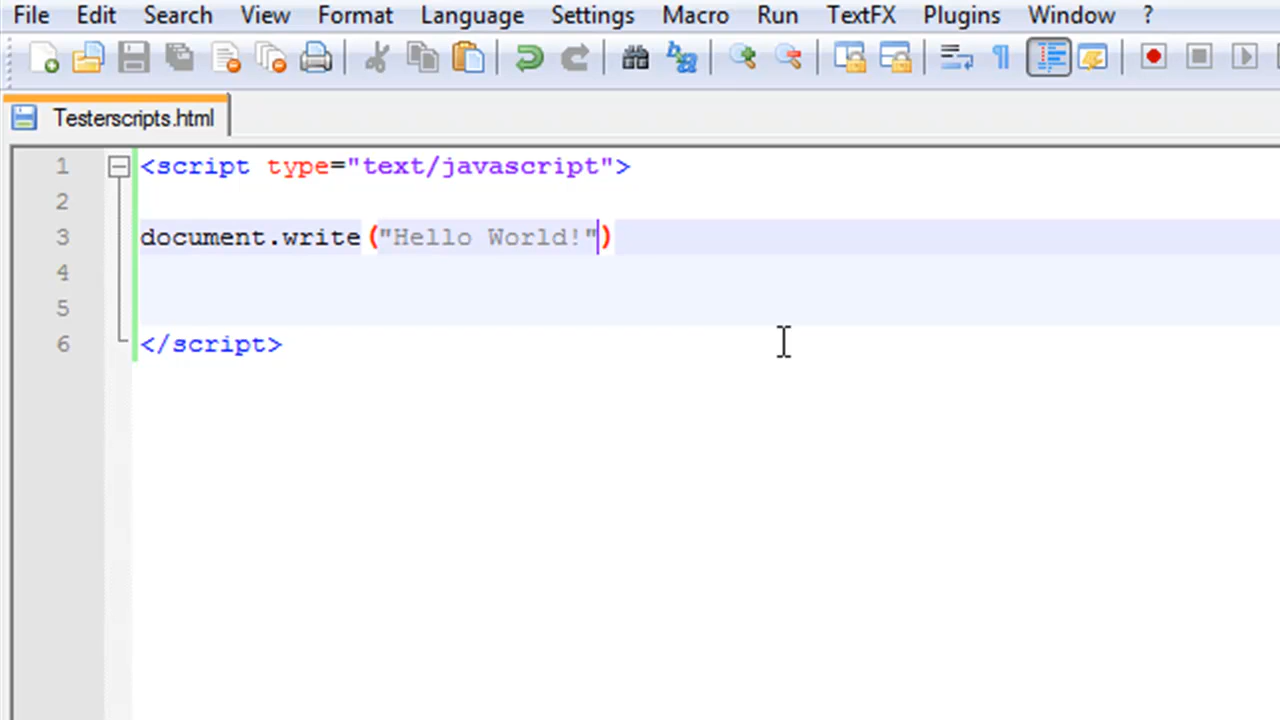 File Edit Search View Format Language Settings Macro Run TextFX Plugins Window ?
Testerscripts.html
1 <script type="text/javascript">
2
3 document.write("Hello World!")
4
5
6 </script>